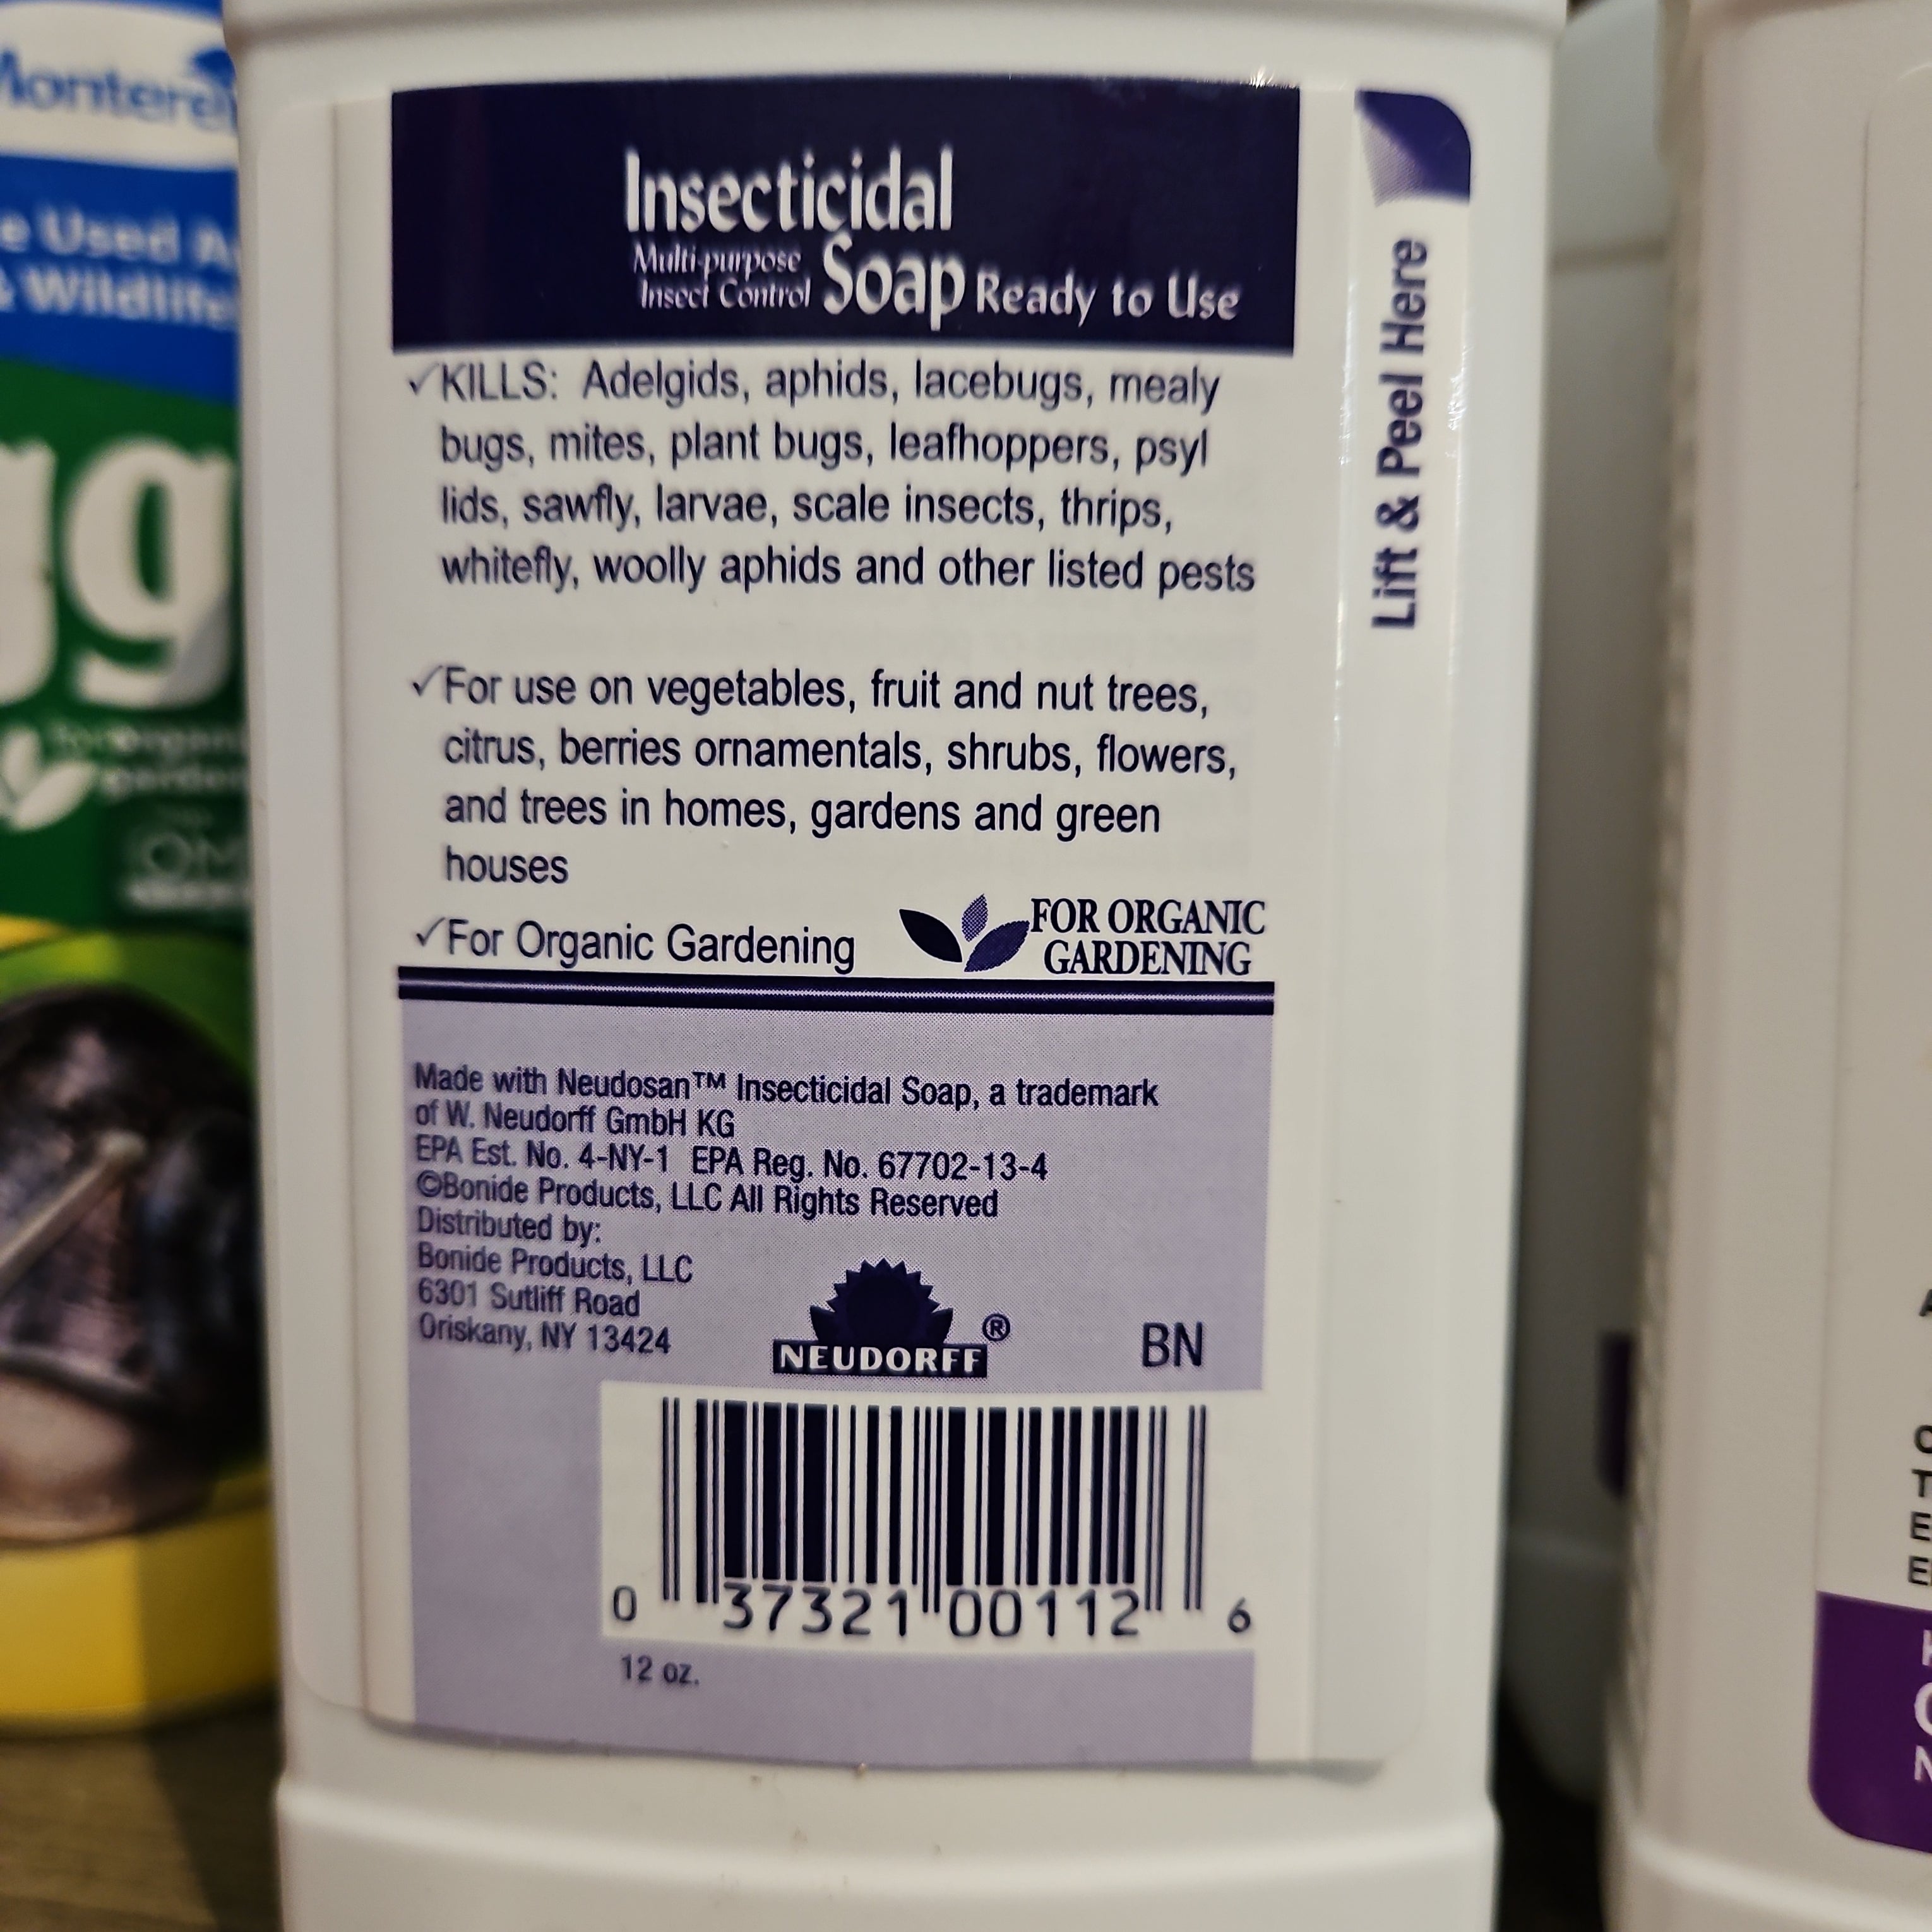 Insecticidal
Multi-purpose
Insect Control Soap Ready to Use
✓KILLS: Adelgids, aphids, lacebugs, mealy
bugs, mites, plant bugs, leafhoppers, psyl
lids, sawfly, larvae, scale insects, thrips,
whitefly, woolly aphids and other listed pests
✓For use on vegetables, fruit and nut trees,
citrus, berries ornamentals, shrubs, flowers,
and trees in homes, gardens and green
houses
✓For Organic Gardening
FOR ORGANIC
GARDENING
Made with Neudosan™ Insecticidal Soap, a trademark
of W. Neudorff GmbH KG
EPA Est. No. 4-NY-1 EPA Reg. No. 67702-13-4
©Bonide Products, LLC All Rights Reserved
Distributed by:
Bonide Products, LLC
6301 Sutliff Road
Oriskany, NY 13424
NEUDORFF®
BN
0 37321 00112 6
12 oz.
Lift & Peel Here
Used
& Wildlife